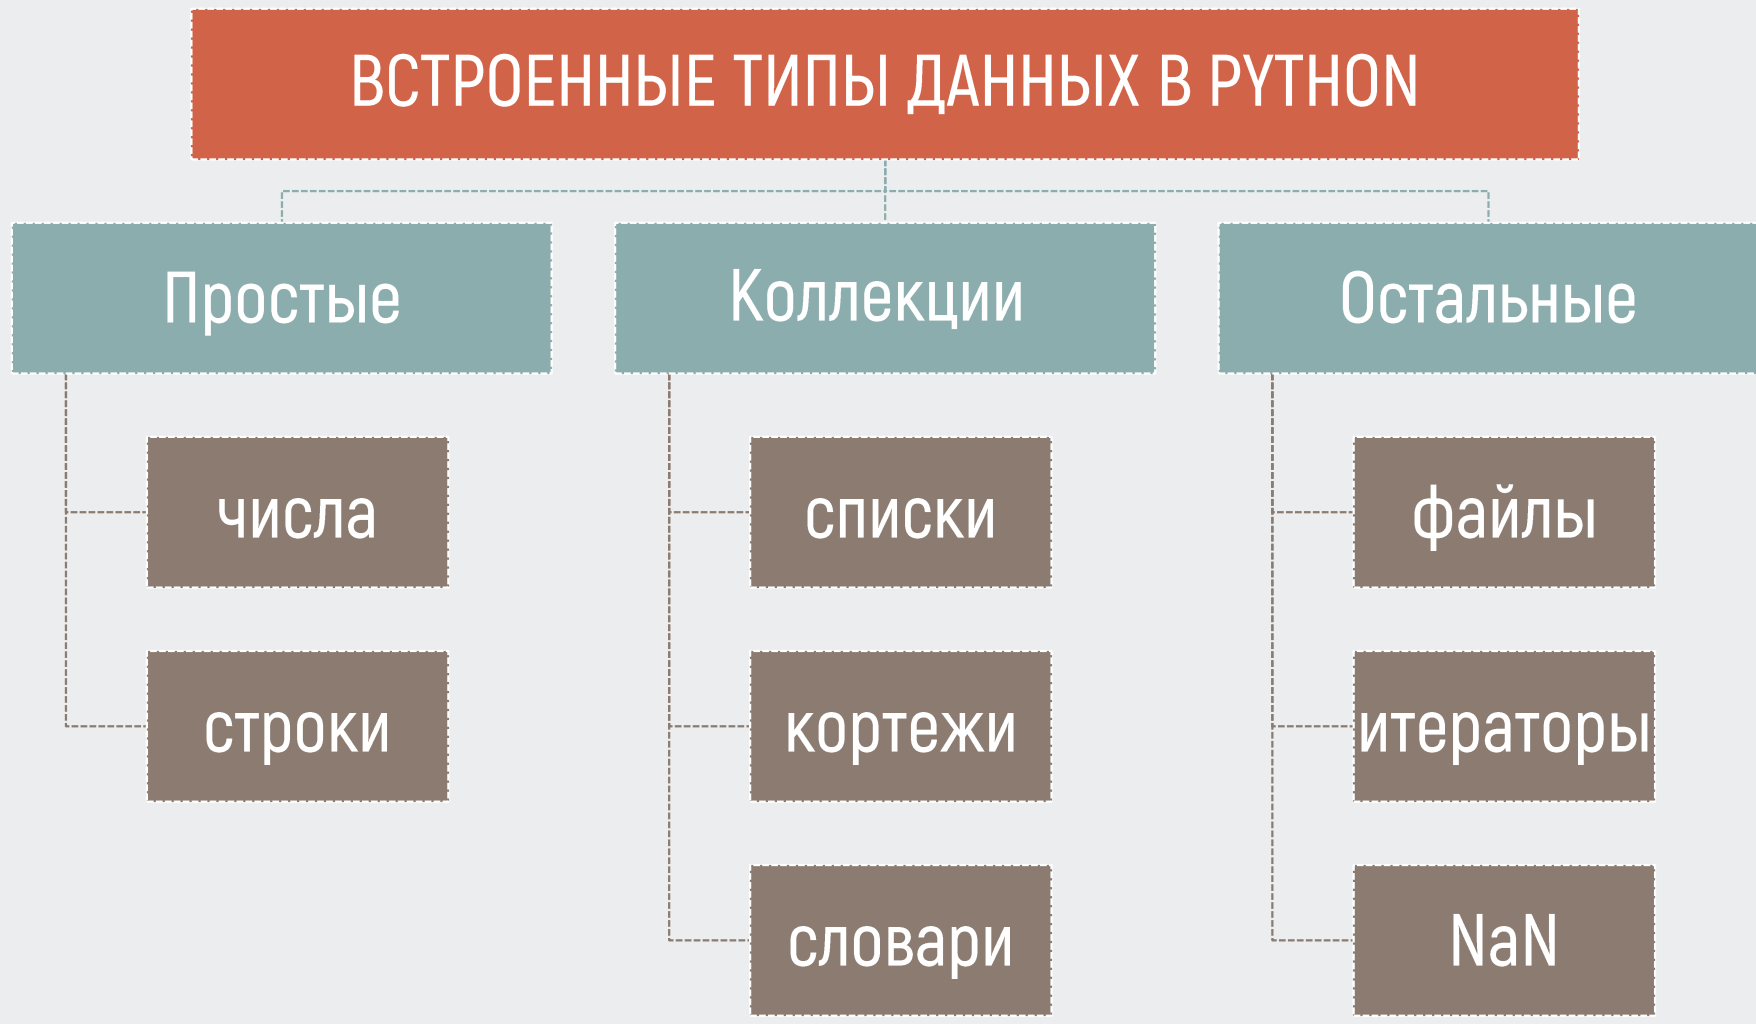 ВСТРОЕННЫЕ ТИПЫ ДАННЫХ В PYTHON
Простые
числа
строки
Коллекции
списки
кортежи
словари
Остальные
файлы
итераторы
NaN